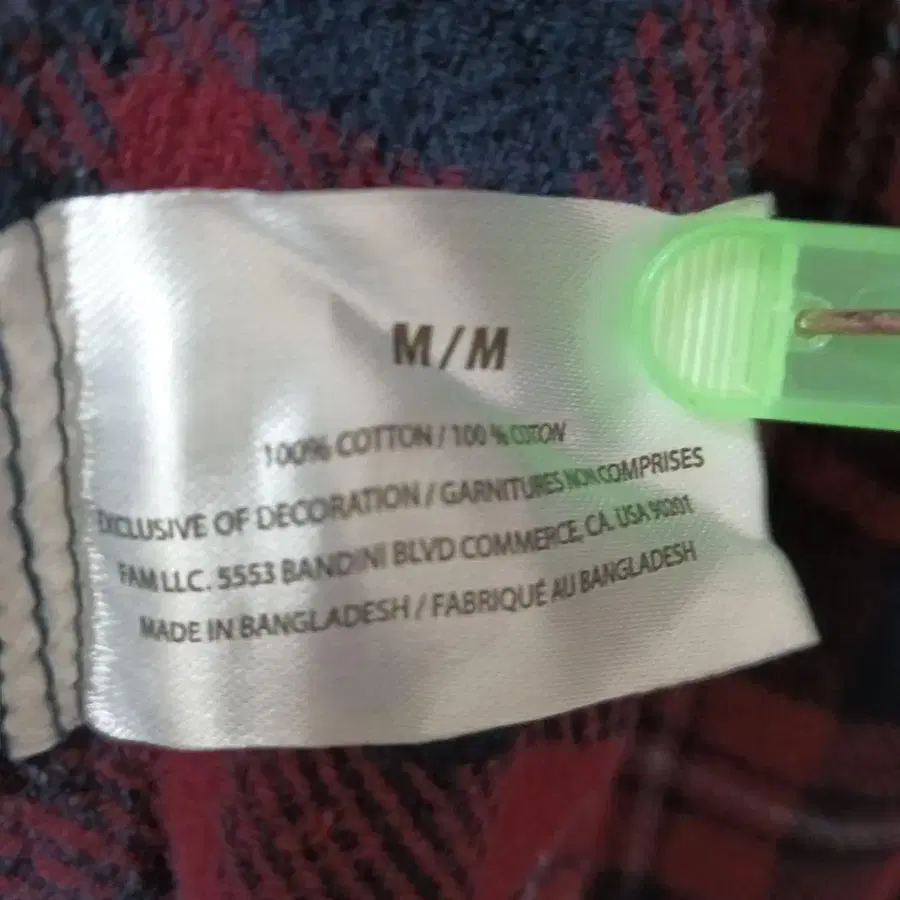 M/M
100% COTTON / 100 % COTON
EXCLUSIVE OF DECORATION / GARNITURES NON COMPRISES
FAM LLC. 5553 BANDINI BLVD COMMERCE, CA. USA 90201
MADE IN BANGLADESH / FABRIQUÉ AU BANGLADESH